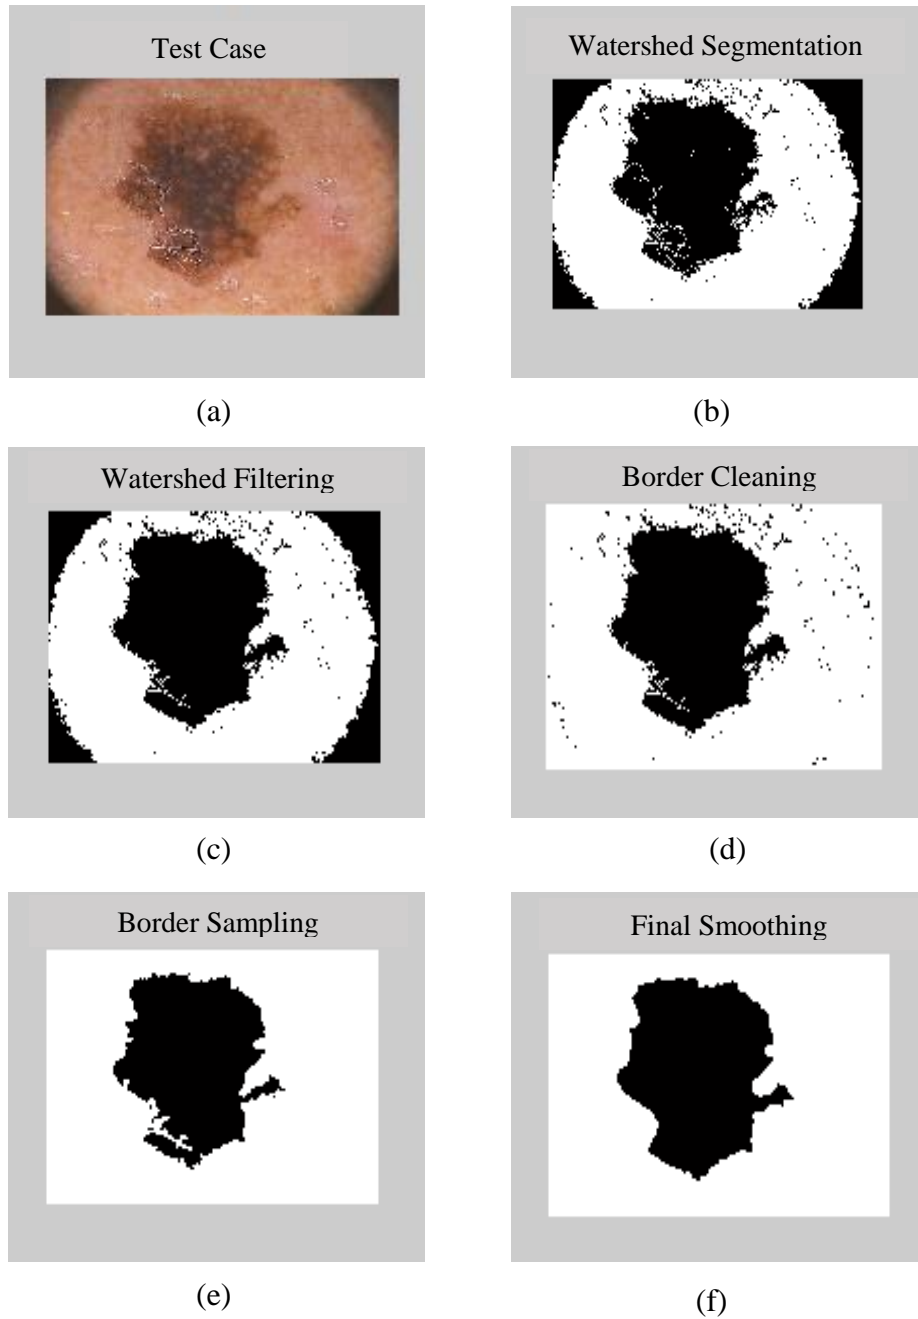 Test Case
Watershed Segmentation
(a)
(b)
Watershed Filtering
Border Cleaning
(c)
(d)
Border Sampling
Final Smoothing
(e)
(f)